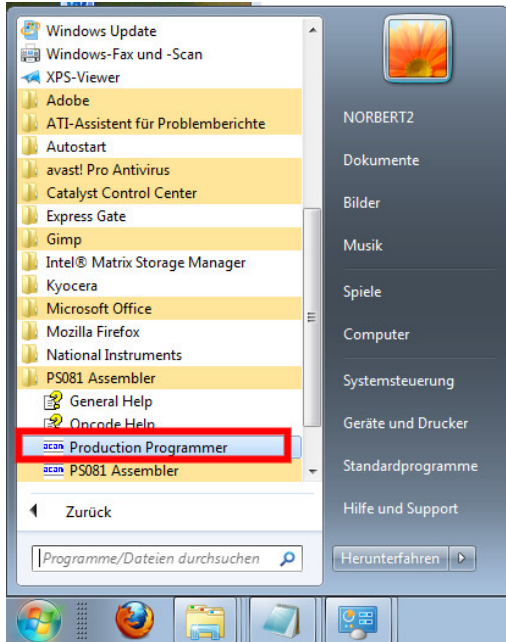 Windows Update
Windows-Fax und -Scan
XPS-Viewer
Adobe
ATI-Assistent für Problemberichte
Autostart
avast! Pro Antivirus
Catalyst Control Center
Express Gate
Gimp
Intel® Matrix Storage Manager
Kyocera
Microsoft Office
Mozilla Firefox
National Instruments
PS081 Assembler
General Help
Opcode Help
acam Production Programmer
acam PS081 Assembler
Zurück
Programme/Dateien durchsuchen
NORBERT2
Dokumente
Bilder
Musik
Spiele
Computer
Systemsteuerung
Geräte und Drucker
Standardprogramme
Hilfe und Support
Herunterfahren